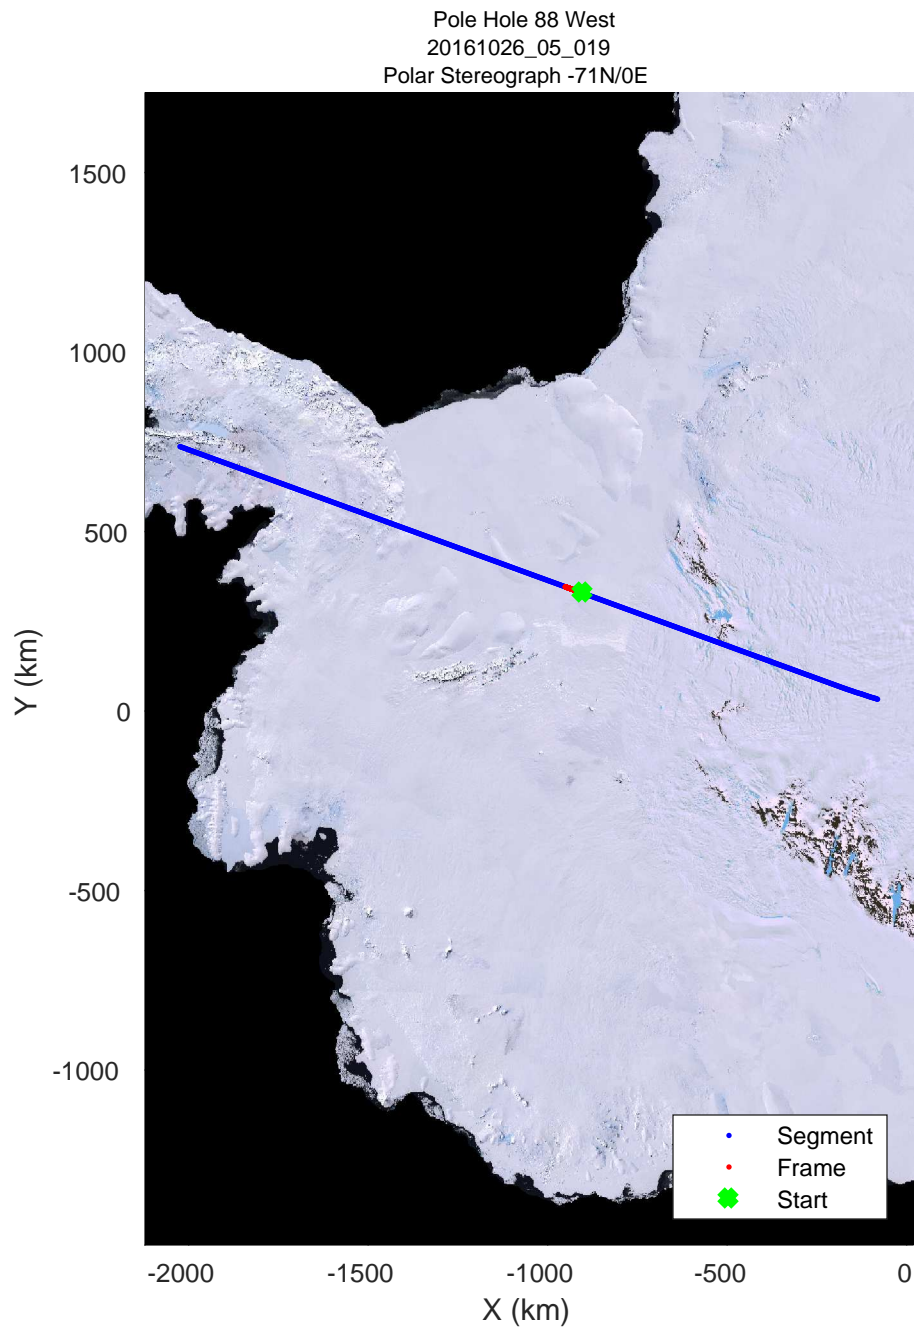 Pole Hole 88 West
20161026_05_019
Polar Stereograph -71N/0E
1500
1000
500
0
-500
-1000
Y (km)
-2000
-1500
-1000
-500
0
X (km)
Segment
Frame
Start